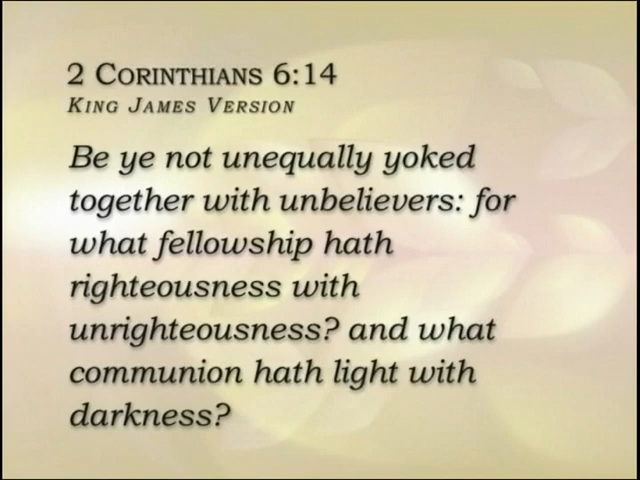 2 CORINTHIANS 6:14
KING JAMES VERSION
Be ye not unequally yoked
together with unbelievers: for
what fellowship hath
righteousness with
unrighteousness? and what
communion hath light with
darkness?